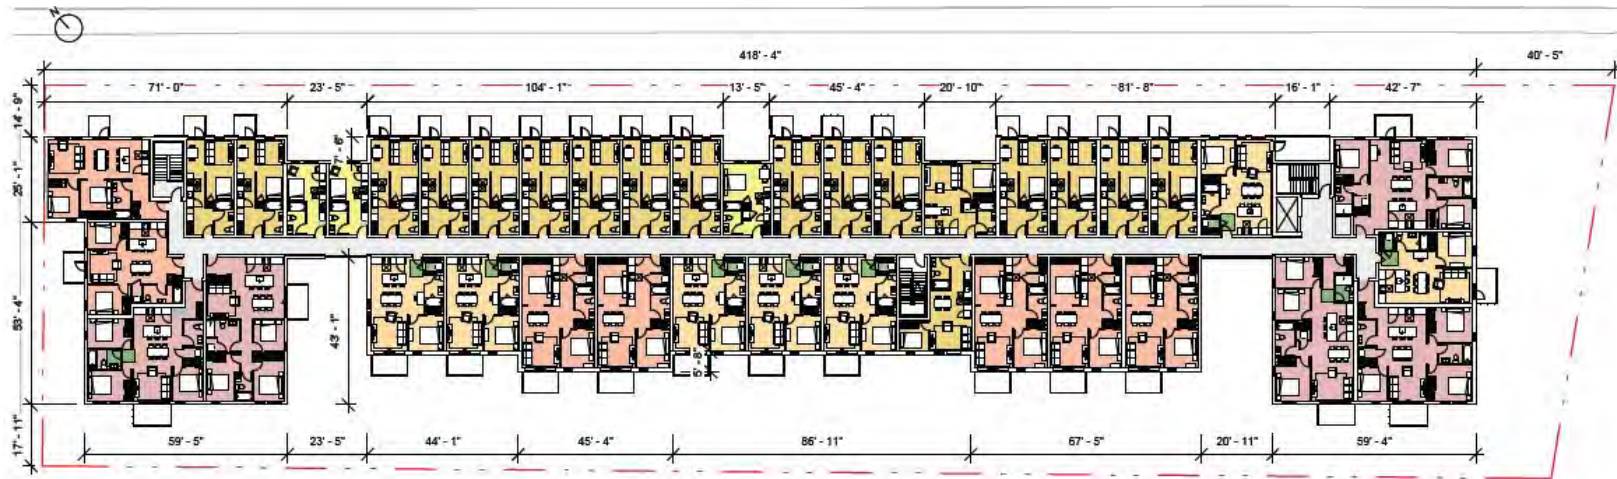 N
418' - 4"
40' - 5"
71' - 0"
23' - 5"
104' - 1"
13' - 5"
45' - 4"
20' - 10"
81' - 8"
16' - 1"
42' - 7"
14' - 9"
7' - 6"
25' - 1"
53' - 4"
43' - 1"
5' - 8"
17' - 11"
59' - 5"
23' - 5"
44' - 1"
45' - 4"
86' - 11"
67' - 5"
20' - 11"
59' - 4"